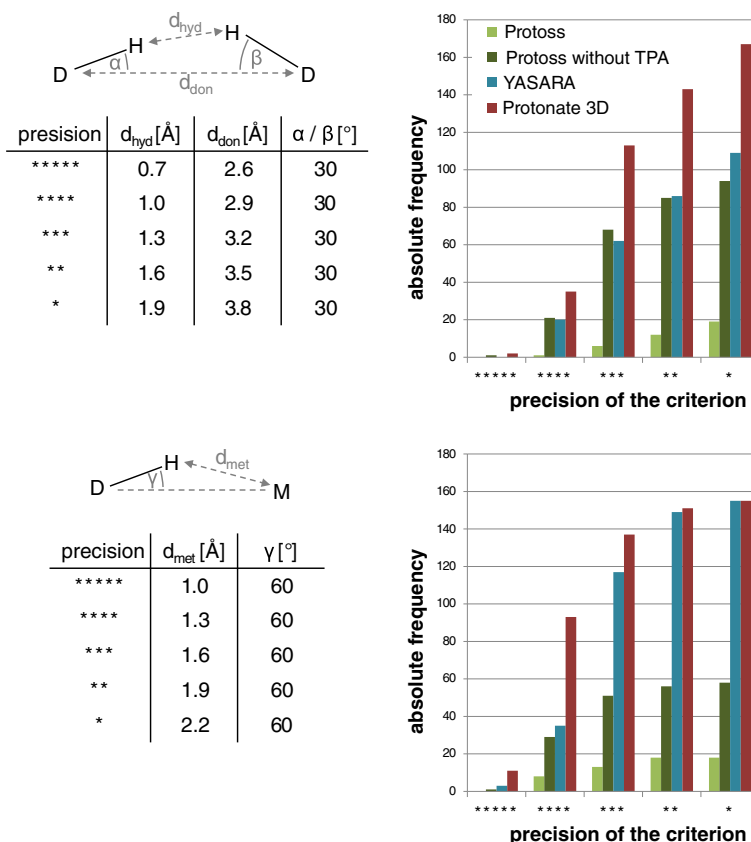 d_hyd
H H
D α β D
d_don
presision d_hyd [Å] d_don [Å] α / β [°]
***** 0.7 2.6 30
**** 1.0 2.9 30
*** 1.3 3.2 30
** 1.6 3.5 30
* 1.9 3.8 30
180
160
140
120
100
80
60
40
20
0
absolute frequency
Protoss
Protoss without TPA
YASARA
Protonate 3D
***** **** *** ** *
precision of the criterion
H d_met
D γ M
precision d_met [Å] γ [°]
***** 1.0 60
**** 1.3 60
*** 1.6 60
** 1.9 60
* 2.2 60
180
160
140
120
100
80
60
40
20
0
absolute frequency
***** **** *** ** *
precision of the criterion